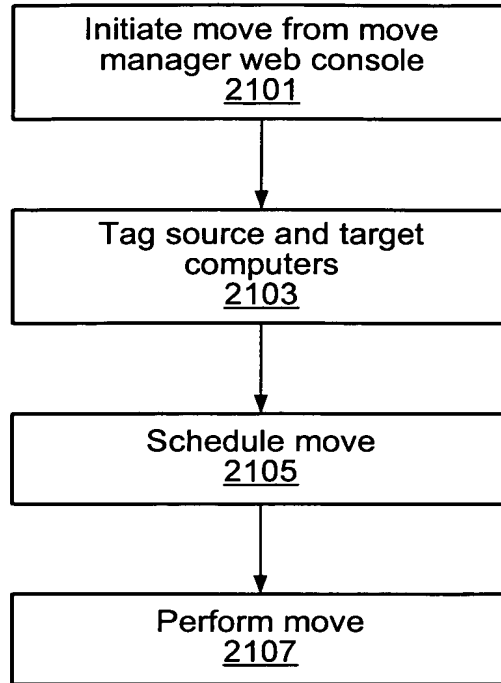 Initiate move from move
manager web console
2101
Tag source and target
computers
2103
Schedule move
2105
Perform move
2107